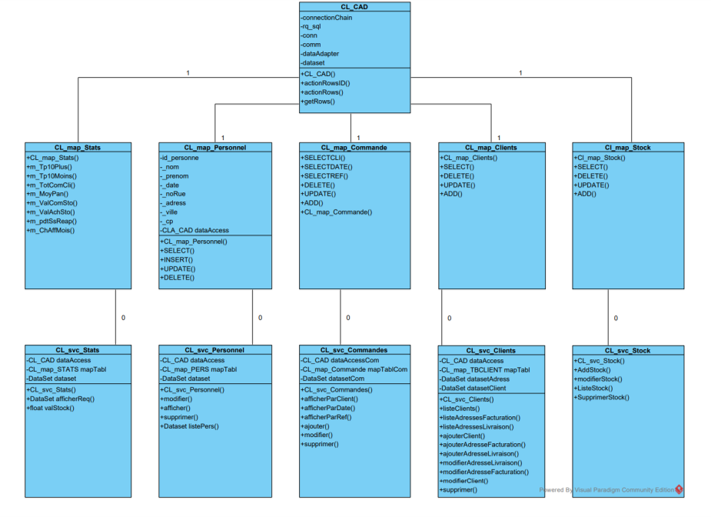 CL_CAD
-connectionChain
-rq_sql
-conn
-comm
-dataAdapter
-dataset
+CL_CAD()
+actionRowsID()
+actionRows()
+getRows()
1
1
1
1
1
CL_map_Stats
+CL_map_Stats()
+m_Tp10Plus()
+m_Tp10Moins()
+m_TotComCli()
+m_MoyPan()
+m_ValComSto()
+m_ValAchSto()
+m_pdtSsReap()
+m_ChAffMois()
CL_map_Personnel
-id_personne
-_nom
-_prenom
-_date
-_noRue
-_adress
-_ville
-_cp
-CLA_CAD dataAccess
+CL_map_Personnel()
+SELECT()
+INSERT()
+UPDATE()
+DELETE()
CL_map_Commande
+SELECTCLI()
+SELECTDATE()
+SELECTREF()
+DELETE()
+UPDATE()
+ADD()
+CL_map_Commande()
CL_map_Clients
+CL_map_Clients()
+SELECT()
+DELETE()
+UPDATE()
+ADD()
Cl_map_Stock
+Cl_map_Stock()
+SELECT()
+DELETE()
+UPDATE()
+ADD()
0
0
0
0
0
CL_svc_Stats
-CL_CAD dataAccess
-CL_map_STATS mapTabl
-DataSet dataset
+CL_svc_Stats()
+DataSet afficherReq()
+float valStock()
CL_svc_Personnel
-CL_CAD dataAccess
-CL_map_PERS mapTabl
-DataSet dataset
+CL_svc_Personnel()
+modifier()
+afficher()
+supprimer()
+Dataset listePers()
CL_svc_Commandes
-CL_CAD dataAccessCom
-CL_map_Commande mapTablCom
-DataSet datasetCom
+CL_svc_Commandes()
+afficherParClient()
+afficherParDate()
+afficherParRef()
+ajouter()
+modifier()
+supprimer()
CL_svc_Clients
-CL_CAD dataAccess
-CL_map_TBCLIENT mapTabl
-DataSet datasetAdress
-DataSet datasetClient
+CL_svc_Clients()
+listeClients()
+listeAdressesFacturation()
+listeAdressesLivraison()
+ajouterClient()
+ajouterAdresseFacturation()
+ajouterAdresseLivraison()
+modifierAdresseLivraison()
+modifierAdresseFacturation()
+modifierClient()
+supprimer()
CL_svc_Stock
+CL_svc_Stock()
+AddStock()
+modifierStock()
+ListeStock()
+SupprimerStock()
Powered By Visual Paradigm Community Edition